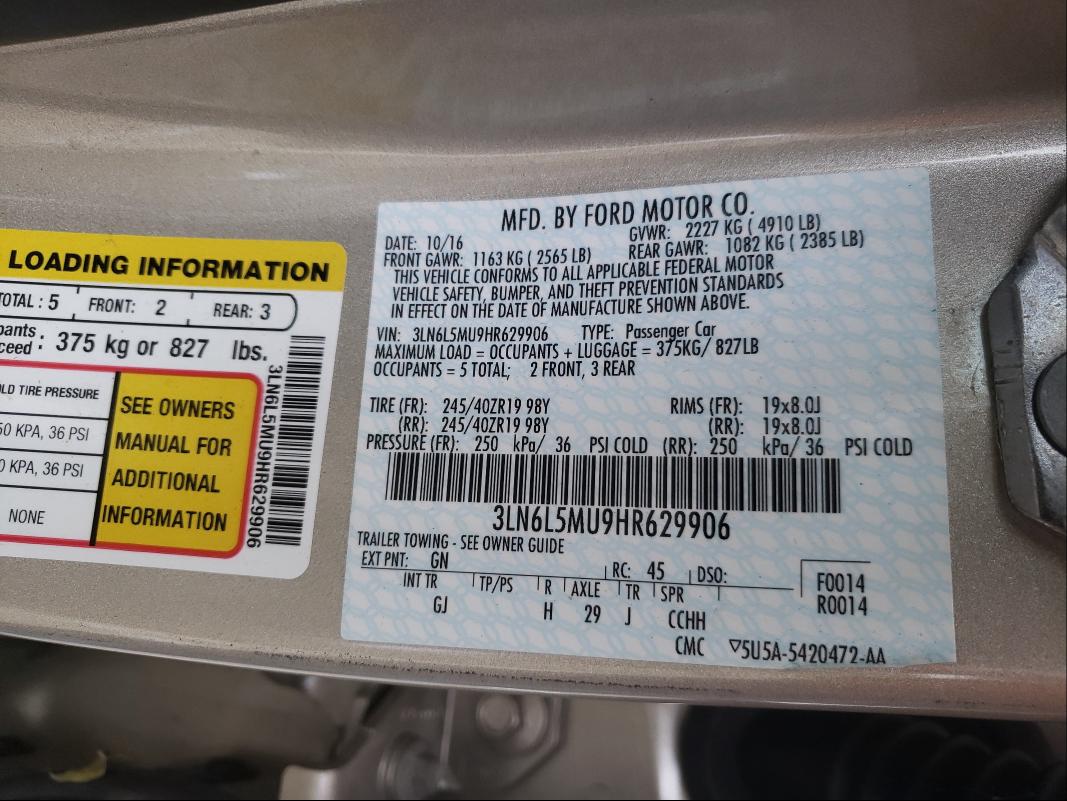 LOADING INFORMATION
TOTAL : 5 FRONT: 2 REAR: 3
375 kg or 827 lbs.
TIRE PRESSURE
KPA, 36 PSI
KPA, 36 PSI
NONE
SEE OWNERS
MANUAL FOR
ADDITIONAL
INFORMATION
3LN6L5MU9HR629906
MFD. BY FORD MOTOR CO.
DATE: 10/16 GVWR: 2227 KG ( 4910 LB)
FRONT GAWR: 1163 KG ( 2565 LB) REAR GAWR: 1082 KG ( 2385 LB)
THIS VEHICLE CONFORMS TO ALL APPLICABLE FEDERAL MOTOR
VEHICLE SAFETY, BUMPER, AND THEFT PREVENTION STANDARDS
IN EFFECT ON THE DATE OF MANUFACTURE SHOWN ABOVE.
VIN: 3LN6L5MU9HR629906 TYPE: Passenger Car
MAXIMUM LOAD = OCCUPANTS + LUGGAGE = 375KG/ 827LB
OCCUPANTS = 5 TOTAL; 2 FRONT, 3 REAR
TIRE (FR): 245/40ZR19 98Y RIMS (FR): 19x8.0J
(RR): 245/40ZR19 98Y (RR): 19x8.0J
PRESSURE (FR): 250 kPa/ 36 PSI COLD (RR): 250 kPa/ 36 PSI COLD
3LN6L5MU9HR629906
TRAILER TOWING - SEE OWNER GUIDE
EXT PNT: GN RC: 45 DSO: F0014
INT TR TP/PS R AXLE TR SPR R0014
GJ H 29 J CCHH
CMC ▽5U5A-5420472-AA